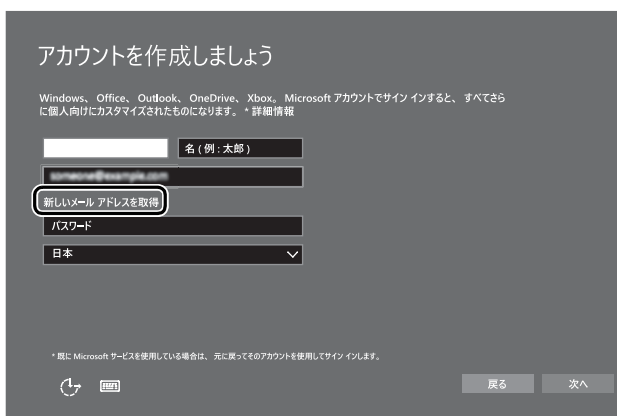 アカウントを作成しましょう
Windows、 Office、 Outlook、 OneDrive、 Xbox。 Microsoft アカウントでサイン インすると、 すべてさら
に個人向けにカスタマイズされたものになります。 * 詳細情報
名 ( 例 : 太郎 )
someone@example.com
新しいメール アドレスを取得
パスワード
日本
* 既に Microsoft サービスを使用している場合は、 元に戻ってそのアカウントを使用してサイン インします。
戻る 次へ